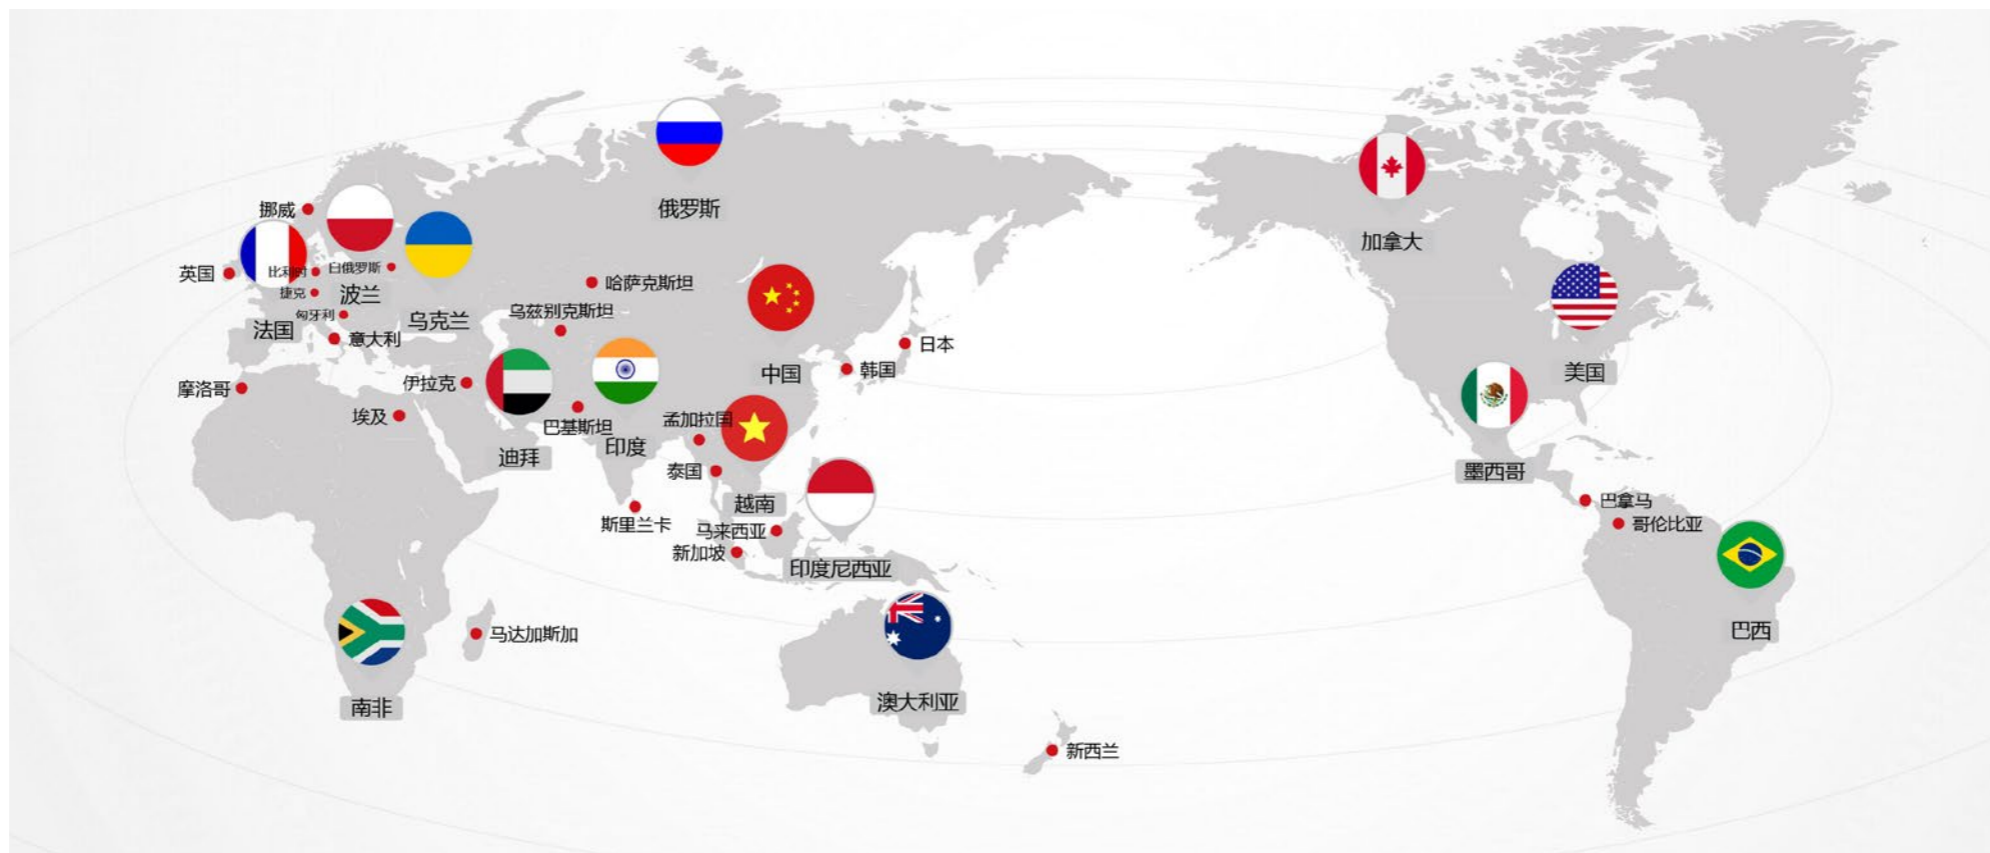 俄罗斯
挪威
加拿大
英国
比利时
白俄罗斯
捷克
波兰
哈萨克斯坦
匈牙利
乌克兰
乌兹别克斯坦
法国
意大利
日本
中国
韩国
美国
摩洛哥
伊拉克
埃及
巴基斯坦
孟加拉国
印度
迪拜
泰国
墨西哥
越南
巴拿马
斯里兰卡
哥伦比亚
马来西亚
新加坡
印度尼西亚
马达加斯加
巴西
南非
澳大利亚
新西兰